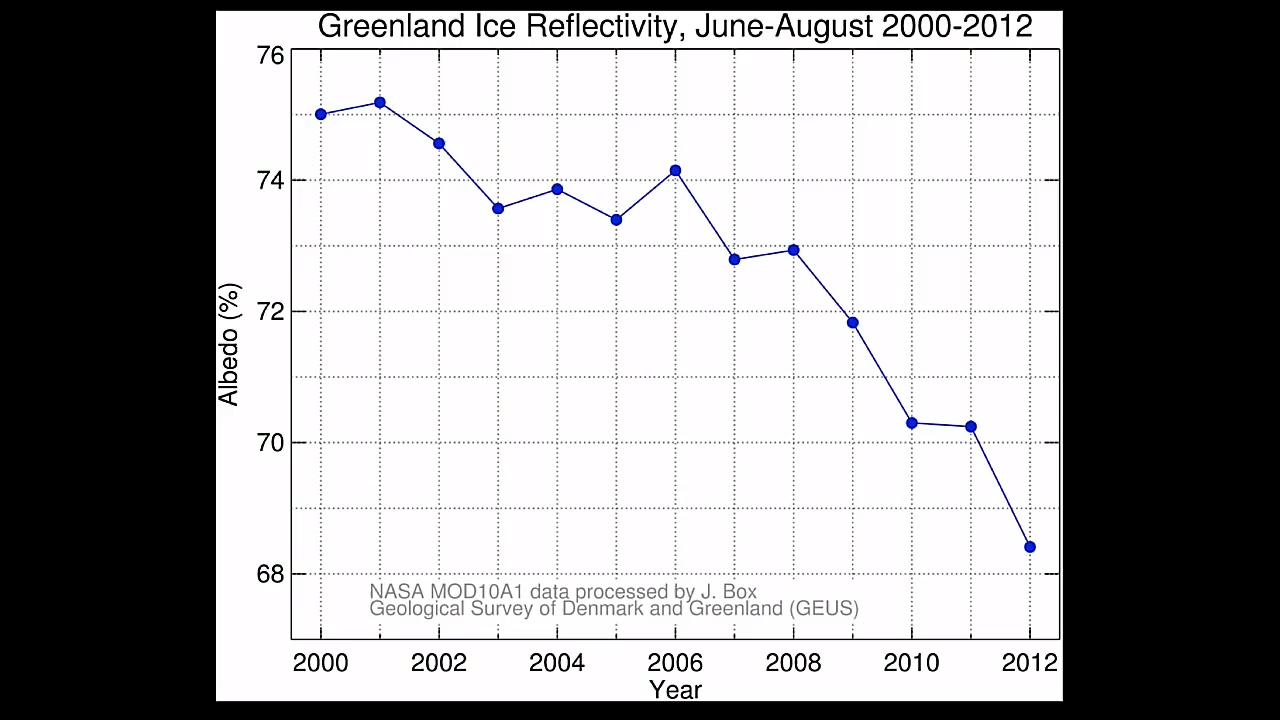 Greenland Ice Reflectivity, June-August 2000-2012
76
74
72
70
68
Albedo (%)
NASA MOD10A1 data processed by J. Box
Geological Survey of Denmark and Greenland (GEUS)
2000 2002 2004 2006 2008 2010 2012
Year